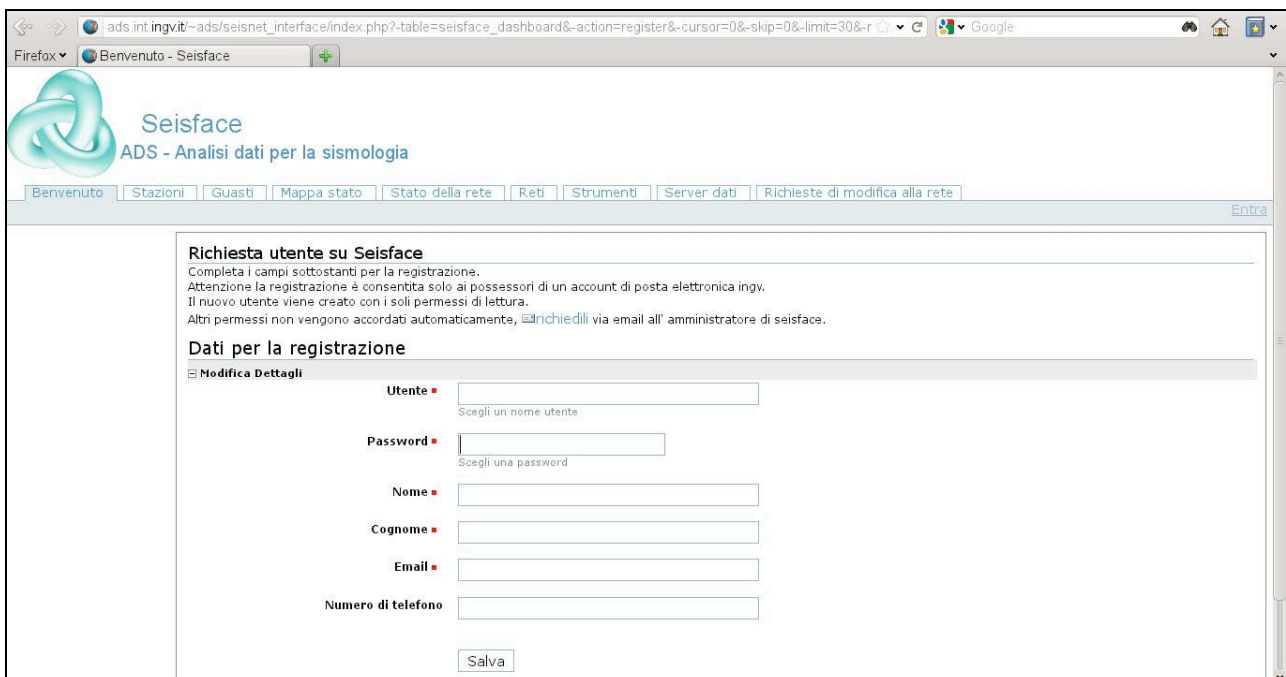 ads.int.ingv.it/~ads/seisnet_interface/index.php?-table=seisface_dashboard&-action=register&-cursor=0&-skip=0&-limit=30&-r
Google
Firefox
Benvenuto - Seisface
Seisface
ADS - Analisi dati per la sismologia
Benvenuto Stazioni Guasti Mappa stato Stato della rete Reti Strumenti Server dati Richieste di modifica alla rete
Entra
Richiesta utente su Seisface
Completa i campi sottostanti per la registrazione.
Attenzione la registrazione è consentita solo ai possessori di un account di posta elettronica ingv.
Il nuovo utente viene creato con i soli permessi di lettura.
Altri permessi non vengono accordati automaticamente, richiedili via email all' amministratore di seisface.
Dati per la registrazione
Modifica Dettagli
Utente
Scegli un nome utente
Password
Scegli una password
Nome
Cognome
Email
Numero di telefono
Salva